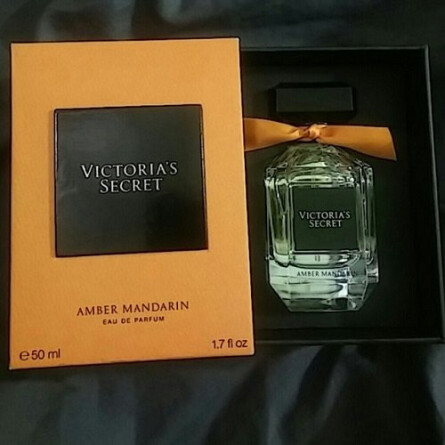 VICTORIA'S
SECRET
AMBER MANDARIN
EAU DE PARFUM
℮50 ml
1.7 fl oz
VICTORIA'S
SECRET
AMBER MANDARIN